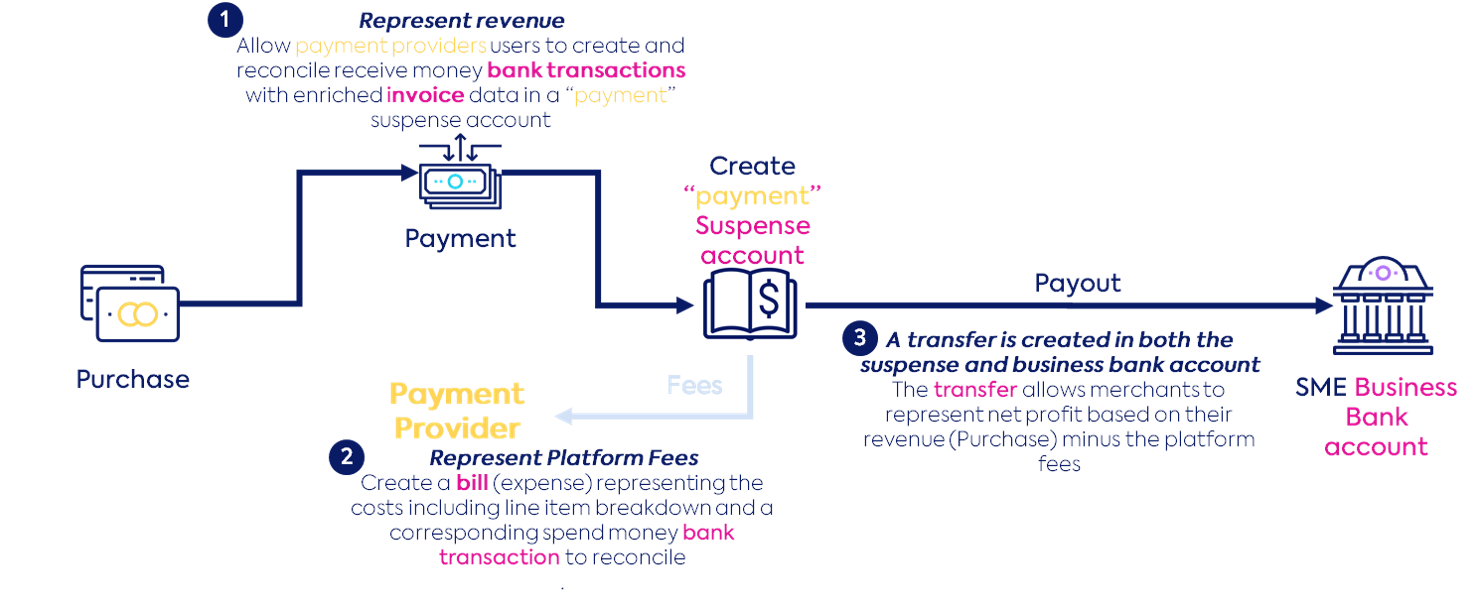 1
Represent revenue
Allow payment providers users to create and
reconcile receive money bank transactions
with enriched invoice data in a “payment”
suspense account
Payment
Create
“payment”
Suspense
account
$
Purchase
Payout
3
A transfer is created in both the
suspense and business bank account
The transfer allows merchants to
represent net profit based on their
revenue (Purchase) minus the platform
fees
SME Business
Bank
account
Fees
Payment
Provider
2
Represent Platform Fees
Create a bill (expense) representing the
costs including line item breakdown and a
corresponding spend money bank
transaction to reconcile
.